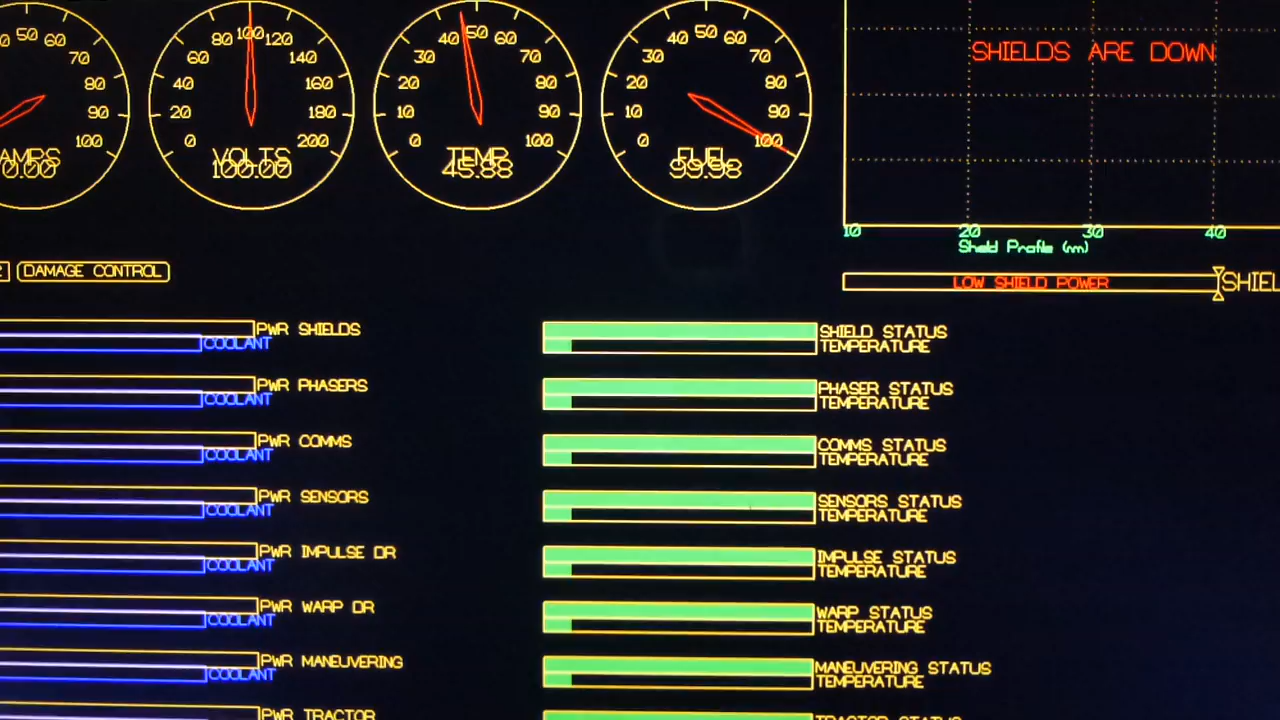 0 50 60 70 80 90 100
AMPS
0.00
0 20 40 60 80 100 120 140 160 180 200
VOLTS
100.00
0 10 20 30 40 50 60 70 80 90 100
TEMP
45.88
0 10 20 30 40 50 60 70 80 90 100
FUEL
99.98
SHIELDS ARE DOWN
10 20 30 40
Shield Profile (nm)
LOW SHIELD POWER
SHIEL
DAMAGE CONTROL
PWR SHIELDS
COOLANT
SHIELD STATUS
TEMPERATURE
PWR PHASERS
COOLANT
PHASER STATUS
TEMPERATURE
PWR COMMS
COOLANT
COMMS STATUS
TEMPERATURE
PWR SENSORS
COOLANT
SENSORS STATUS
TEMPERATURE
PWR IMPULSE DR
COOLANT
IMPULSE STATUS
TEMPERATURE
PWR WARP DR
COOLANT
WARP STATUS
TEMPERATURE
PWR MANEUVERING
COOLANT
MANEUVERING STATUS
TEMPERATURE
PWR TRACTOR
TRACTOR STATUS